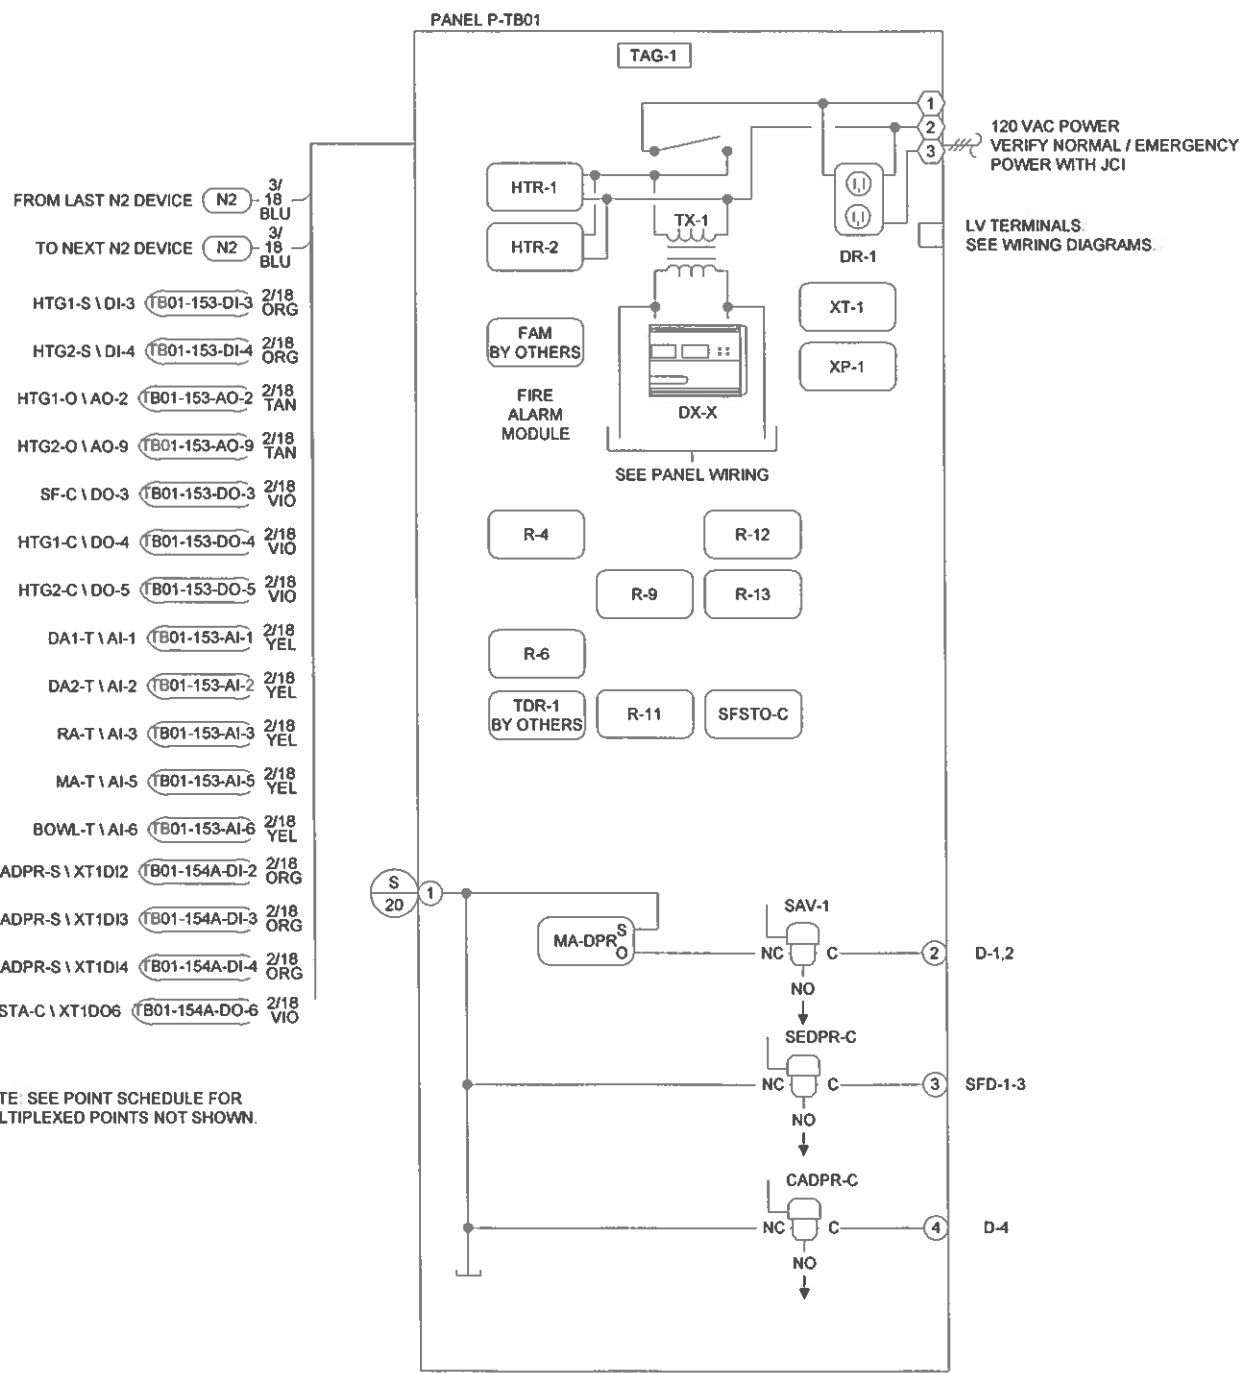 PANEL P-TB01
TAG-1
1
2
3
120 VAC POWER
VERIFY NORMAL / EMERGENCY
POWER WITH JCI
LV TERMINALS.
SEE WIRING DIAGRAMS.
HTR-1
HTR-2
TX-1
DR-1
XT-1
XP-1
FAM
BY OTHERS
FIRE
ALARM
MODULE
DX-X
SEE PANEL WIRING
R-4
R-12
R-9
R-13
R-6
TDR-1
BY OTHERS
R-11
SFSTO-C
FROM LAST N2 DEVICE N2 3/
18
BLU
TO NEXT N2 DEVICE N2 3/
18
BLU
HTG1-S \ DI-3 TB01-153-DI-3 2/18
ORG
HTG2-S \ DI-4 TB01-153-DI-4 2/18
ORG
HTG1-O \ AO-2 TB01-153-AO-2 2/18
TAN
HTG2-O \ AO-9 TB01-153-AO-9 2/18
TAN
SF-C \ DO-3 TB01-153-DO-3 2/18
VIO
HTG1-C \ DO-4 TB01-153-DO-4 2/18
VIO
HTG2-C \ DO-5 TB01-153-DO-5 2/18
VIO
DA1-T \ AI-1 TB01-153-AI-1 2/18
YEL
DA2-T \ AI-2 TB01-153-AI-2 2/18
YEL
RA-T \ AI-3 TB01-153-AI-3 2/18
YEL
MA-T \ AI-5 TB01-153-AI-5 2/18
YEL
BOWL-T \ AI-6 TB01-153-AI-6 2/18
YEL
ADPR-S \ XT1DI2 TB01-154A-DI-2 2/18
ORG
ADPR-S \ XT1DI3 TB01-154A-DI-3 2/18
ORG
ADPR-S \ XT1DI4 TB01-154A-DI-4 2/18
ORG
STA-C \ XT1DO6 TB01-154A-DO-6 2/18
VIO
TE: SEE POINT SCHEDULE FOR
LTIPLEXED POINTS NOT SHOWN.
S
20
1
MA-DPR S
O
SAV-1
NC C 2 D-1,2
NO
SEDPR-C
NC C 3 SFD-1-3
NO
CADPR-C
NC C 4 D-4
NO